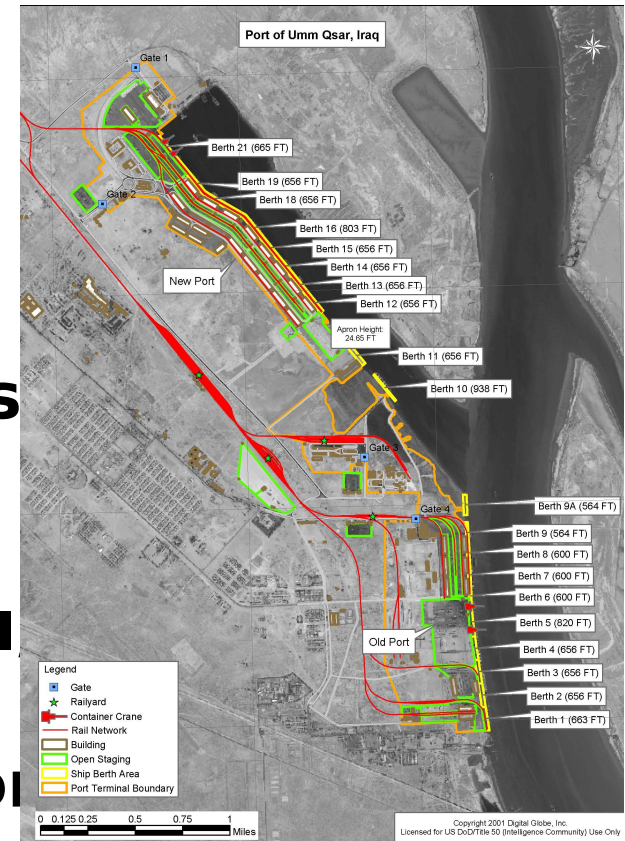 Port of Umm Qsar, Iraq
Gate 1
Berth 21 (665 FT)
Berth 19 (656 FT)
Gate 2
Berth 18 (656 FT)
Berth 16 (803 FT)
Berth 15 (656 FT)
New Port
Berth 14 (656 FT)
Berth 13 (656 FT)
Berth 12 (656 FT)
Apron Height:
24.65 FT
Berth 11 (656 FT)
Berth 10 (938 FT)
s
Gate 3
Berth 9A (564 FT)
Gate 4
Berth 9 (564 FT)
Berth 8 (600 FT)
Berth 7 (600 FT)
Berth 6 (600 FT)
Berth 5 (820 FT)
Old Port
Berth 4 (656 FT)
Berth 3 (656 FT)
Berth 2 (656 FT)
Berth 1 (663 FT)
Legend
Gate
Railyard
Container Crane
Rail Network
Building
Open Staging
Ship Berth Area
Port Terminal Boundary
0 0.125 0.25 0.5 0.75 1
Miles
Copyright 2001 Digital Globe, Inc.
Licensed for US DoD/Title 50 (Intelligence Community) Use Only